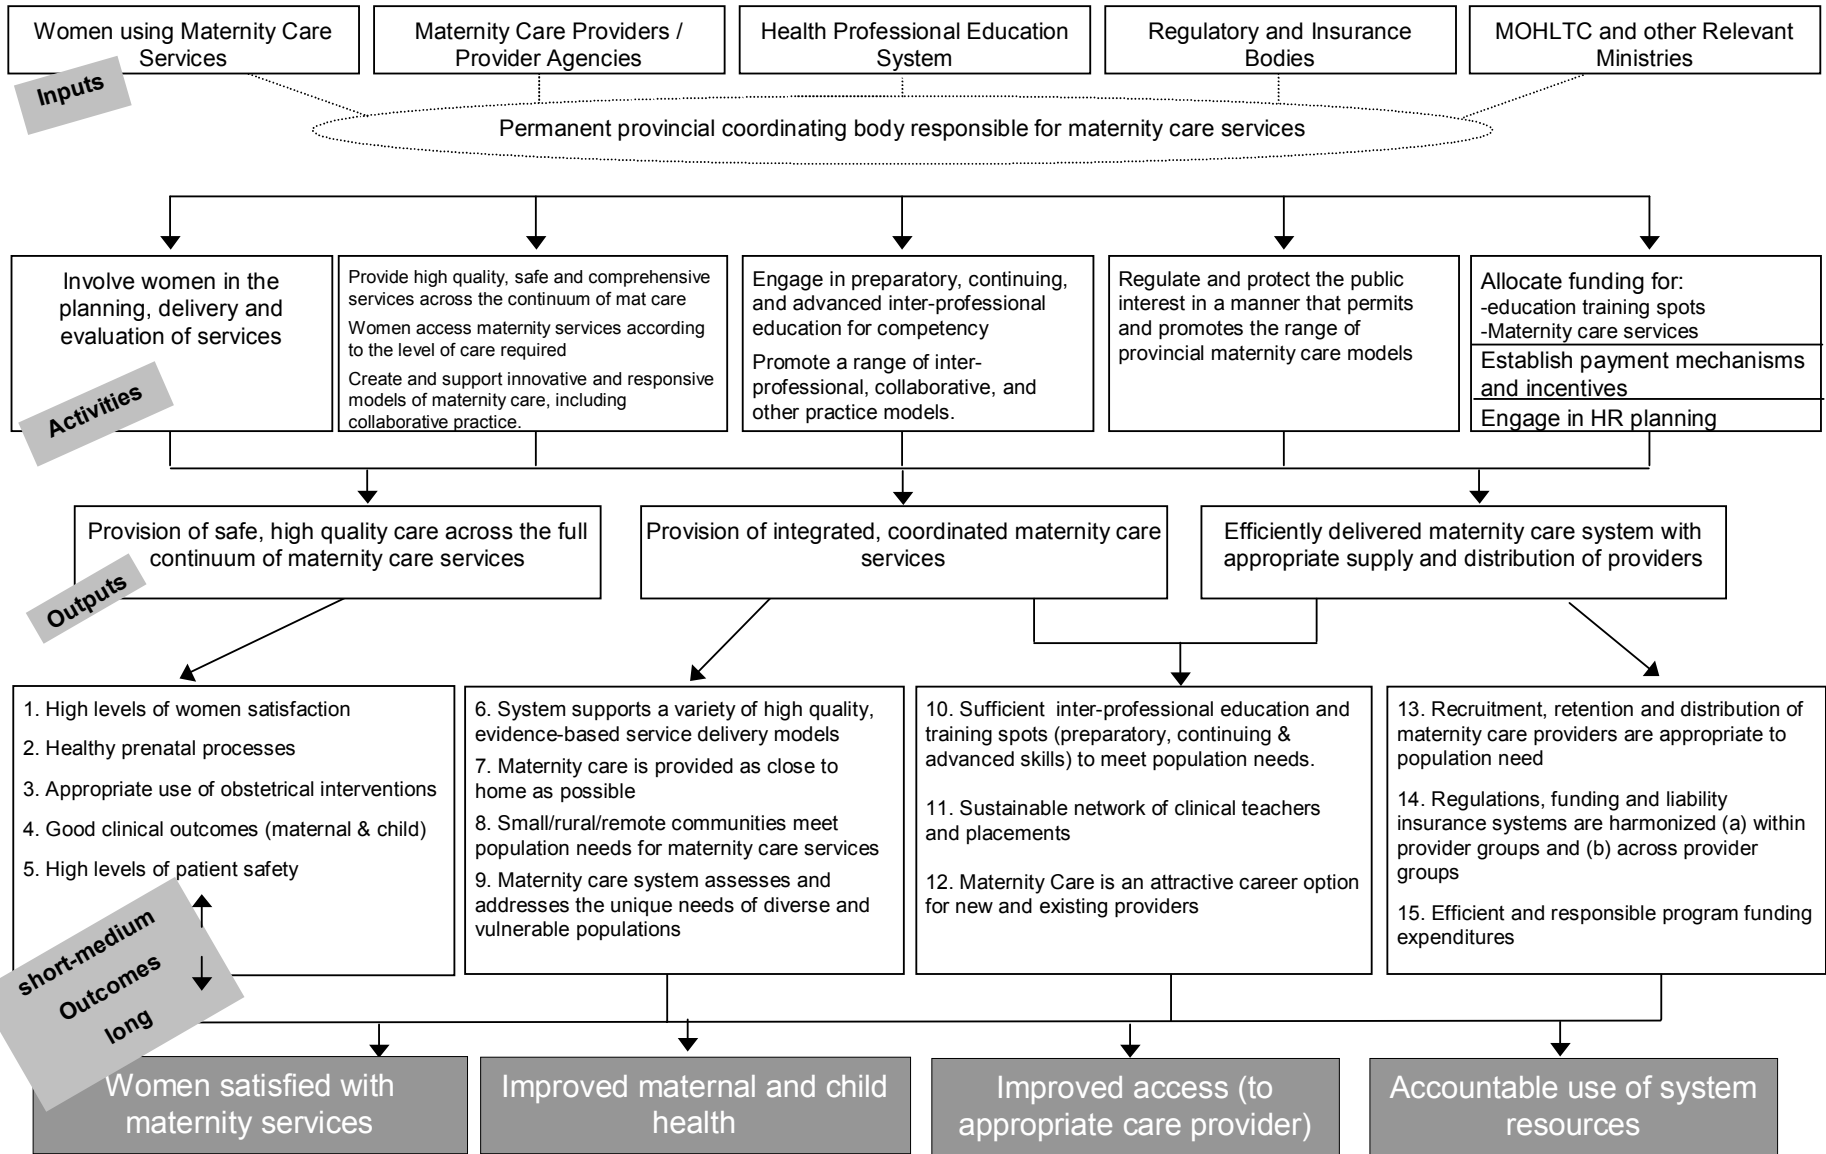 Women using Maternity Care
Services
Maternity Care Providers /
Provider Agencies
Health Professional Education
System
Regulatory and Insurance
Bodies
MOHLTC and other Relevant
Ministries
Inputs
Permanent provincial coordinating body responsible for maternity care services
Involve women in the
planning, delivery and
evaluation of services
Provide high quality, safe and comprehensive
services across the continuum of mat care
Women access maternity services according
to the level of care required
Create and support innovative and responsive
models of maternity care, including
collaborative practice.
Engage in preparatory, continuing,
and advanced inter-professional
education for competency
Promote a range of inter-
professional, collaborative, and
other practice models.
Regulate and protect the public
interest in a manner that permits
and promotes the range of
provincial maternity care models
Allocate funding for:
-education training spots
-Maternity care services
Establish payment mechanisms
and incentives
Engage in HR planning
Activities
Provision of safe, high quality care across the full
continuum of maternity care services
Provision of integrated, coordinated maternity care
services
Efficiently delivered maternity care system with
appropriate supply and distribution of providers
Outputs
1. High levels of women satisfaction
2. Healthy prenatal processes
3. Appropriate use of obstetrical interventions
4. Good clinical outcomes (maternal & child)
5. High levels of patient safety
6. System supports a variety of high quality,
evidence-based service delivery models
7. Maternity care is provided as close to
home as possible
8. Small/rural/remote communities meet
population needs for maternity care services
9. Maternity care system assesses and
addresses the unique needs of diverse and
vulnerable populations
10. Sufficient inter-professional education and
training spots (preparatory, continuing &
advanced skills) to meet population needs.
11. Sustainable network of clinical teachers
and placements
12. Maternity Care is an attractive career option
for new and existing providers
13. Recruitment, retention and distribution of
maternity care providers are appropriate to
population need
14. Regulations, funding and liability
insurance systems are harmonized (a) within
provider groups and (b) across provider
groups
15. Efficient and responsible program funding
expenditures
short-medium
Outcomes
long
Women satisfied with
maternity services
Improved maternal and child
health
Improved access (to
appropriate care provider)
Accountable use of system
resources